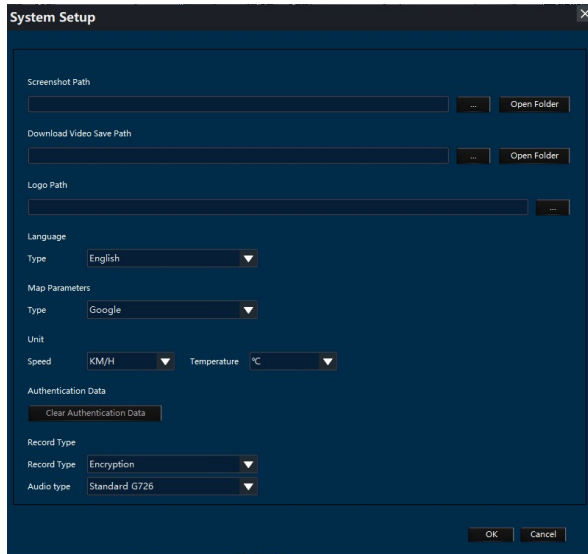 System Setup
Screenshot Path
... Open Folder
Download Video Save Path
... Open Folder
Logo Path
...
Language
Type English
Map Parameters
Type Google
Unit
Speed KM/H Temperature ℃
Authentication Data
Clear Authentication Data
Record Type
Record Type Encryption
Audio type Standard G726
OK Cancel